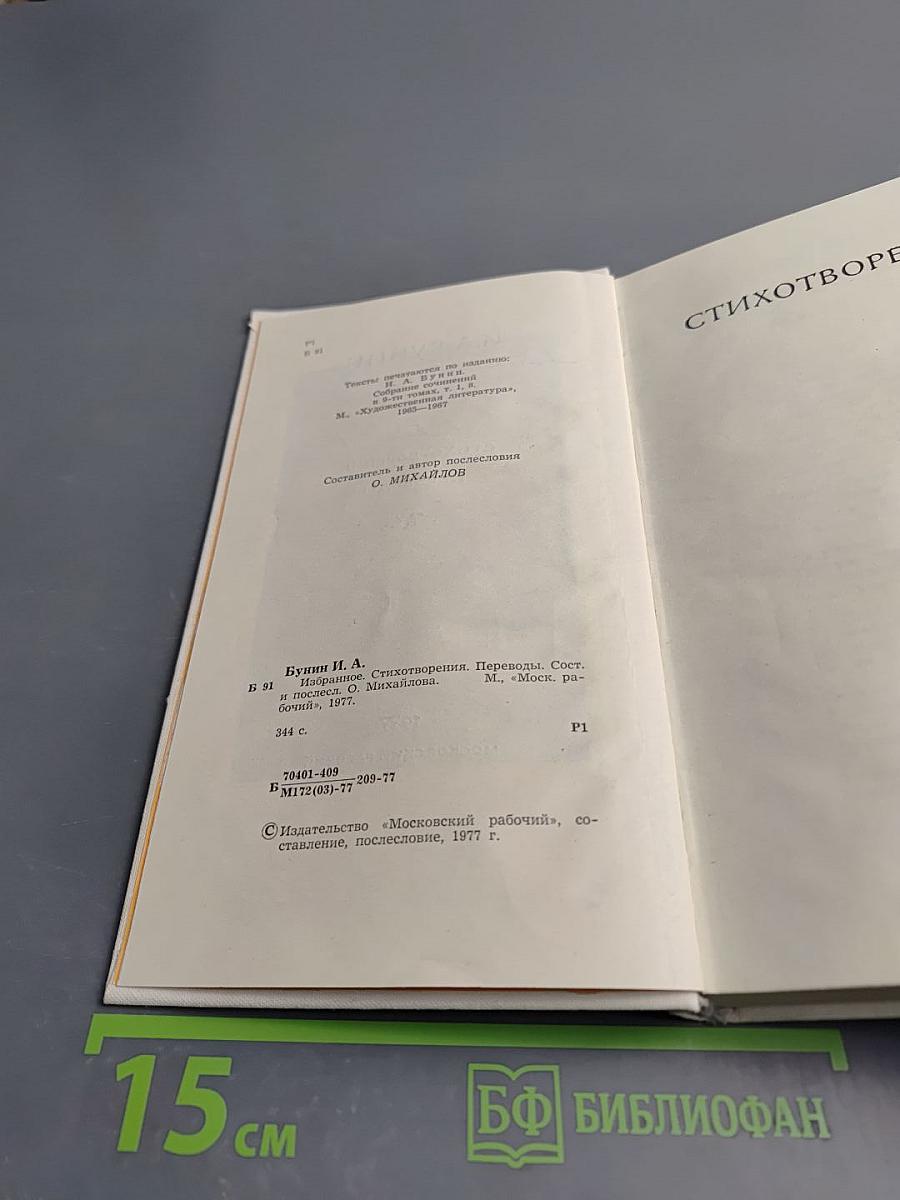 Р1
Б 91
Тексты печатаются по изданию:
И. А. Бунин.
Собрание сочинений
в 9-ти томах, т. 1, 8,
М., «Художественная литература»,
1965—1967
Составитель и автор послесловия
О. МИХАЙЛОВ
Бунин И. А.
Б 91 Избранное. Стихотворения. Переводы. Сост.
и послесл. О. Михайлова. М., «Моск. ра-
бочий», 1977.
344 с. Р1
70401-409
Б 209-77
М172(03)-77
© Издательство «Московский рабочий», со-
ставление, послесловие, 1977 г.
СТИХОТВОРЕ
15 см
БФ БИБЛИОФАН